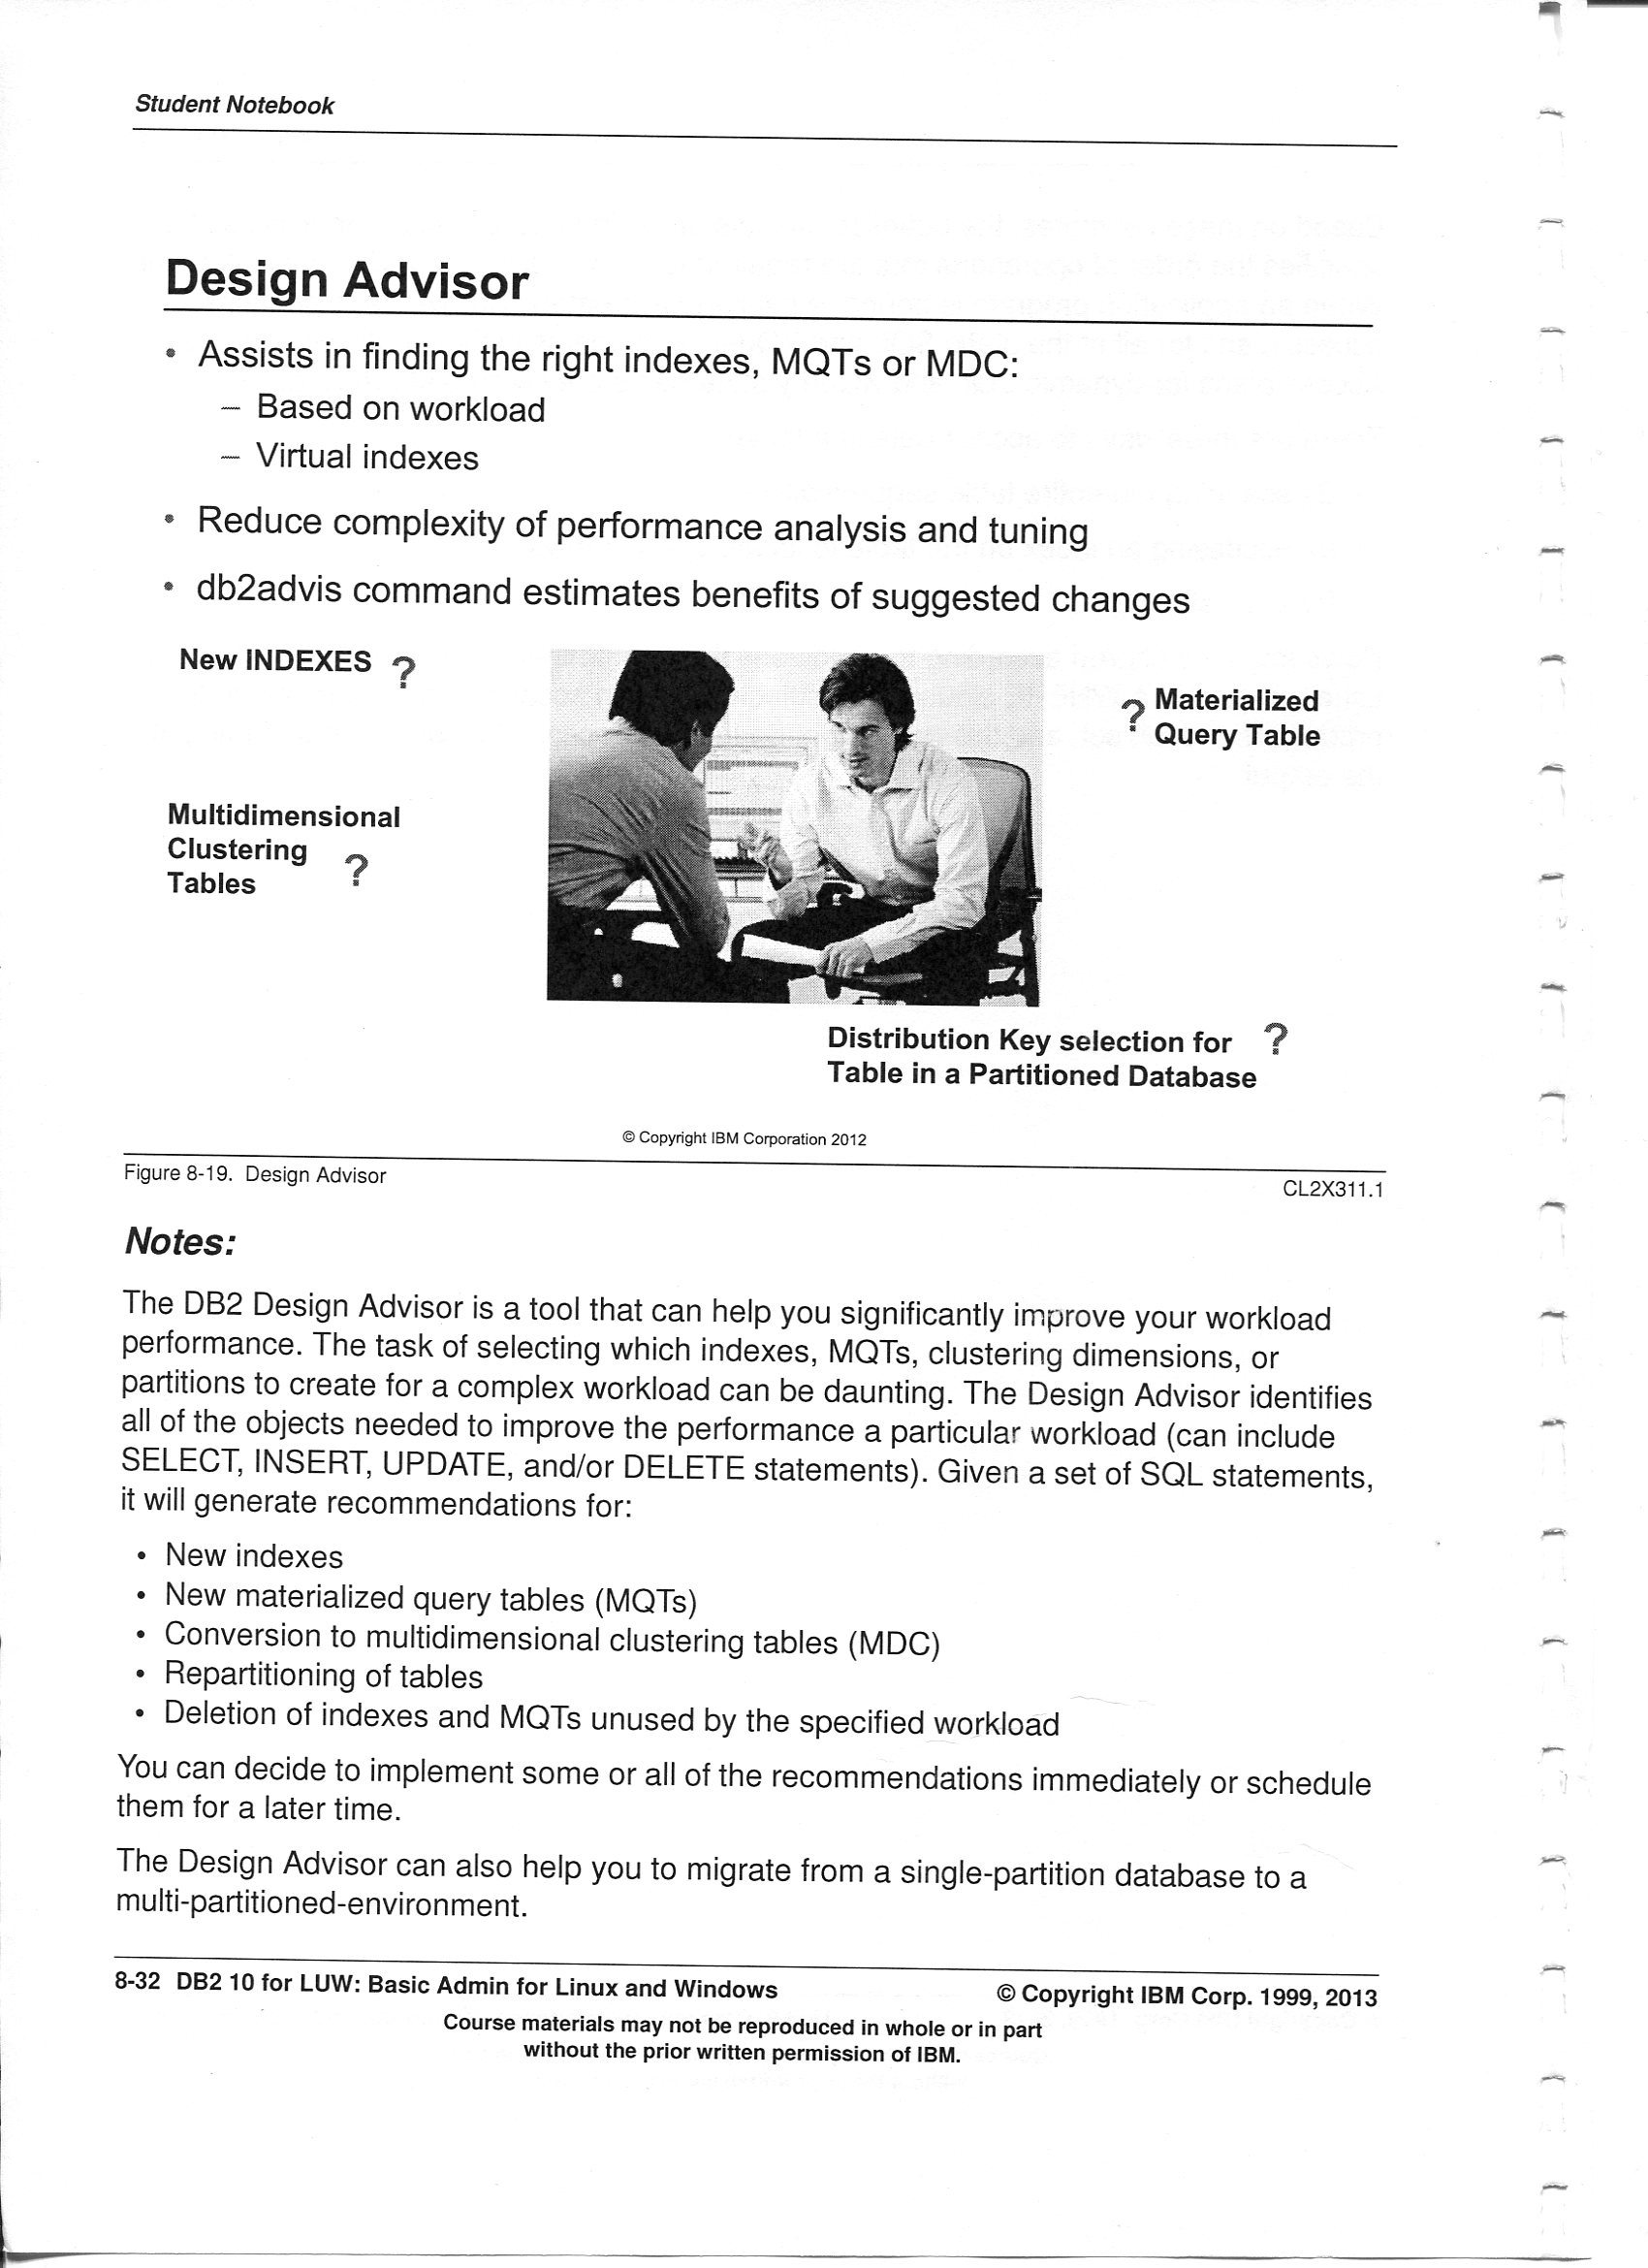 Student Notebook
Design Advisor
• Assists in finding the right indexes, MQTs or MDC:
– Based on workload
– Virtual indexes
• Reduce complexity of performance analysis and tuning
• db2advis command estimates benefits of suggested changes
New INDEXES ?
? Materialized
Query Table
Multidimensional
Clustering ?
Tables
Distribution Key selection for ?
Table in a Partitioned Database
© Copyright IBM Corporation 2012
Figure 8-19. Design Advisor
CL2X311.1
Notes:
The DB2 Design Advisor is a tool that can help you significantly improve your workload
performance. The task of selecting which indexes, MQTs, clustering dimensions, or
partitions to create for a complex workload can be daunting. The Design Advisor identifies
all of the objects needed to improve the performance a particular workload (can include
SELECT, INSERT, UPDATE, and/or DELETE statements). Given a set of SQL statements,
it will generate recommendations for:
• New indexes
• New materialized query tables (MQTs)
• Conversion to multidimensional clustering tables (MDC)
• Repartitioning of tables
• Deletion of indexes and MQTs unused by the specified workload
You can decide to implement some or all of the recommendations immediately or schedule
them for a later time.
The Design Advisor can also help you to migrate from a single-partition database to a
multi-partitioned-environment.
8-32 DB2 10 for LUW: Basic Admin for Linux and Windows
© Copyright IBM Corp. 1999, 2013
Course materials may not be reproduced in whole or in part
without the prior written permission of IBM.